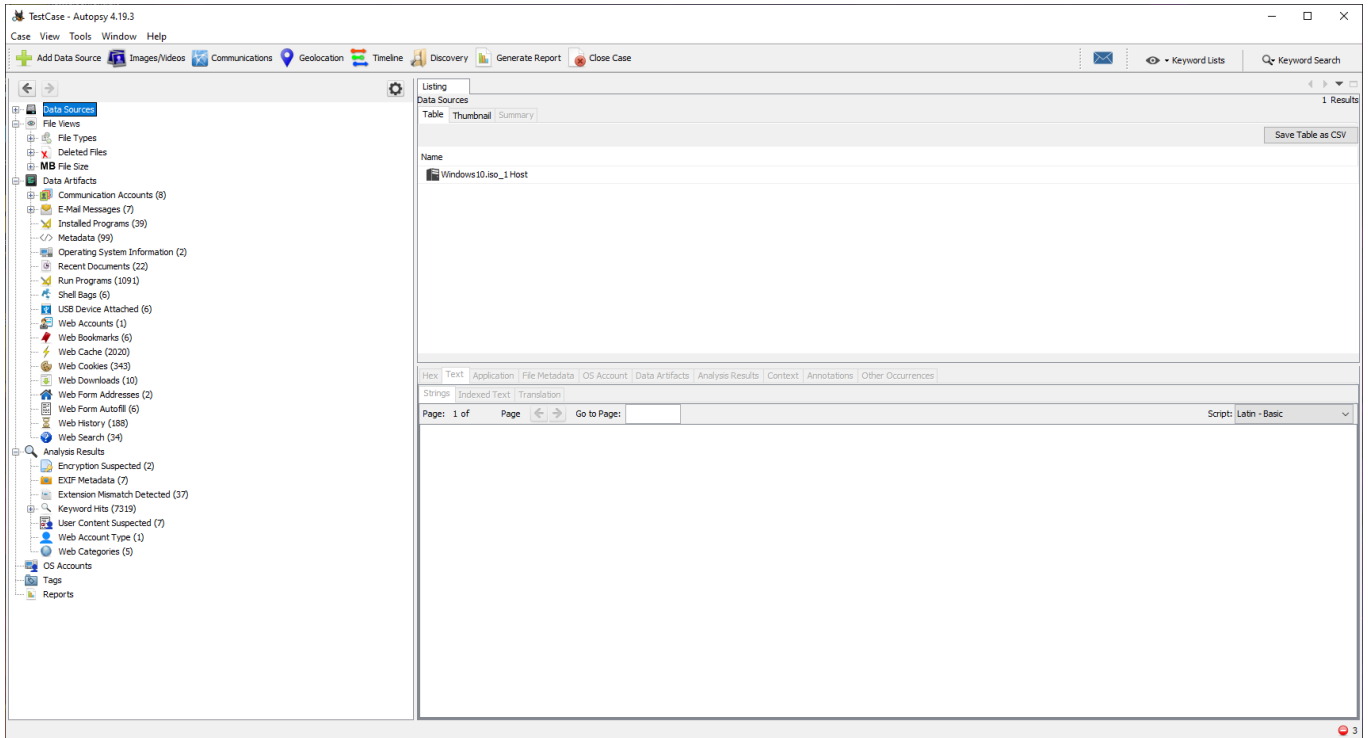 TestCase - Autopsy 4.19.3
Case View Tools Window Help
Add Data Source Images/Videos Communications Geolocation Timeline Discovery Generate Report Close Case Keyword Lists Keyword Search
Data Sources
File Views
File Types
Deleted Files
MB File Size
Data Artifacts
Communication Accounts (8)
E-Mail Messages (7)
Installed Programs (39)
Metadata (99)
Operating System Information (2)
Recent Documents (22)
Run Programs (1091)
Shell Bags (6)
USB Device Attached (6)
Web Accounts (1)
Web Bookmarks (6)
Web Cache (2020)
Web Cookies (343)
Web Downloads (10)
Web Form Addresses (2)
Web Form Autofill (6)
Web History (188)
Web Search (34)
Analysis Results
Encryption Suspected (2)
EXIF Metadata (7)
Extension Mismatch Detected (37)
Keyword Hits (7319)
User Content Suspected (7)
Web Account Type (1)
Web Categories (5)
OS Accounts
Tags
Reports
Listing
Data Sources 1 Results
Table Thumbnail Summary
Save Table as CSV
Name
Windows10.iso_1 Host
Hex Text Application File Metadata OS Account Data Artifacts Analysis Results Context Annotations Other Occurrences
Strings Indexed Text Translation
Page: 1 of Page Go to Page: Script: Latin - Basic
3